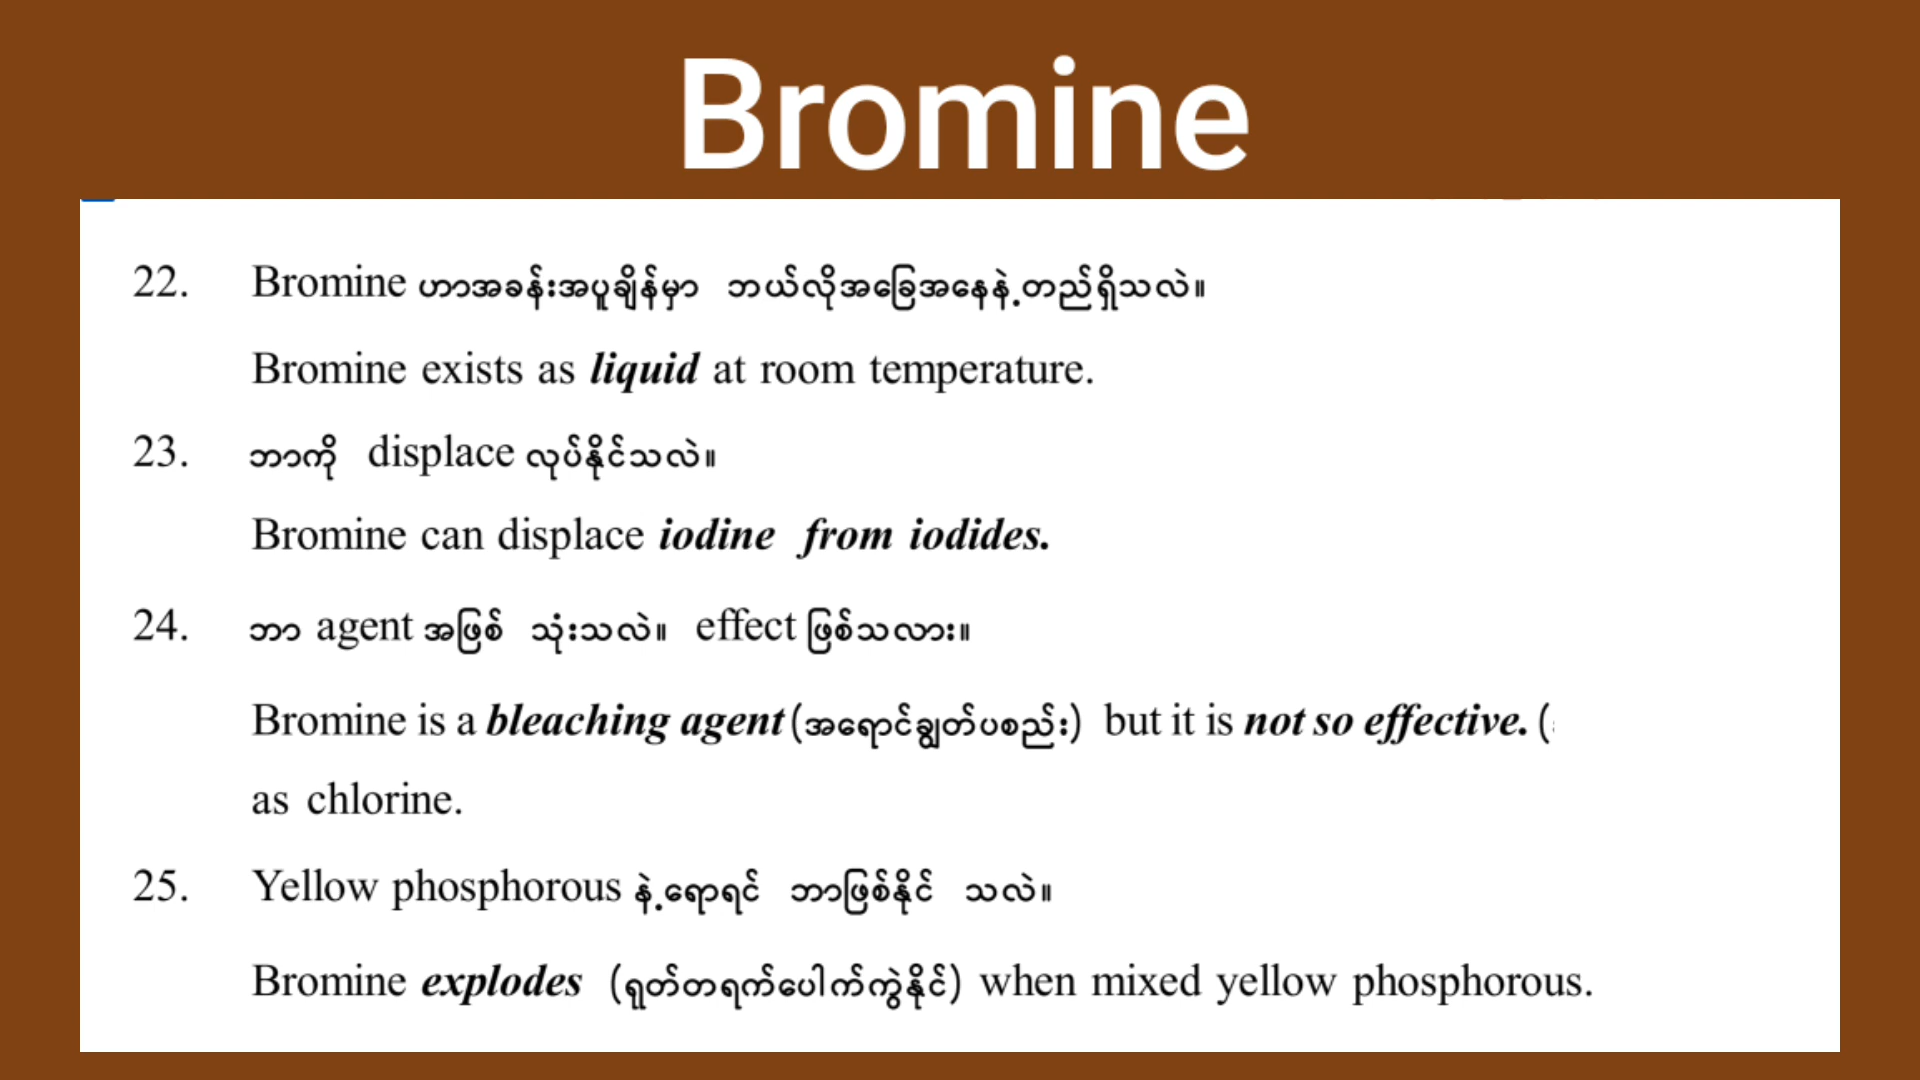 Bromine
22. Bromine ဟာအခန်းအပူချိန်မှာ ဘယ်လိုအခြေအနေနဲ့တည်ရှိသလဲ။
Bromine exists as liquid at room temperature.
23. ဘာကို displace လုပ်နိုင်သလဲ။
Bromine can displace iodine from iodides.
24. ဘာ agent အဖြစ် သုံးသလဲ။ effect ဖြစ်သလား။
Bromine is a bleaching agent (အရောင်ချွတ်ပစည်း) but it is not so effective. (
as chlorine.
25. Yellow phosphorous နဲ့ရောရင် ဘာဖြစ်နိုင် သလဲ။
Bromine explodes (ရုတ်တရက်ပေါက်ကွဲနိုင်) when mixed yellow phosphorous.